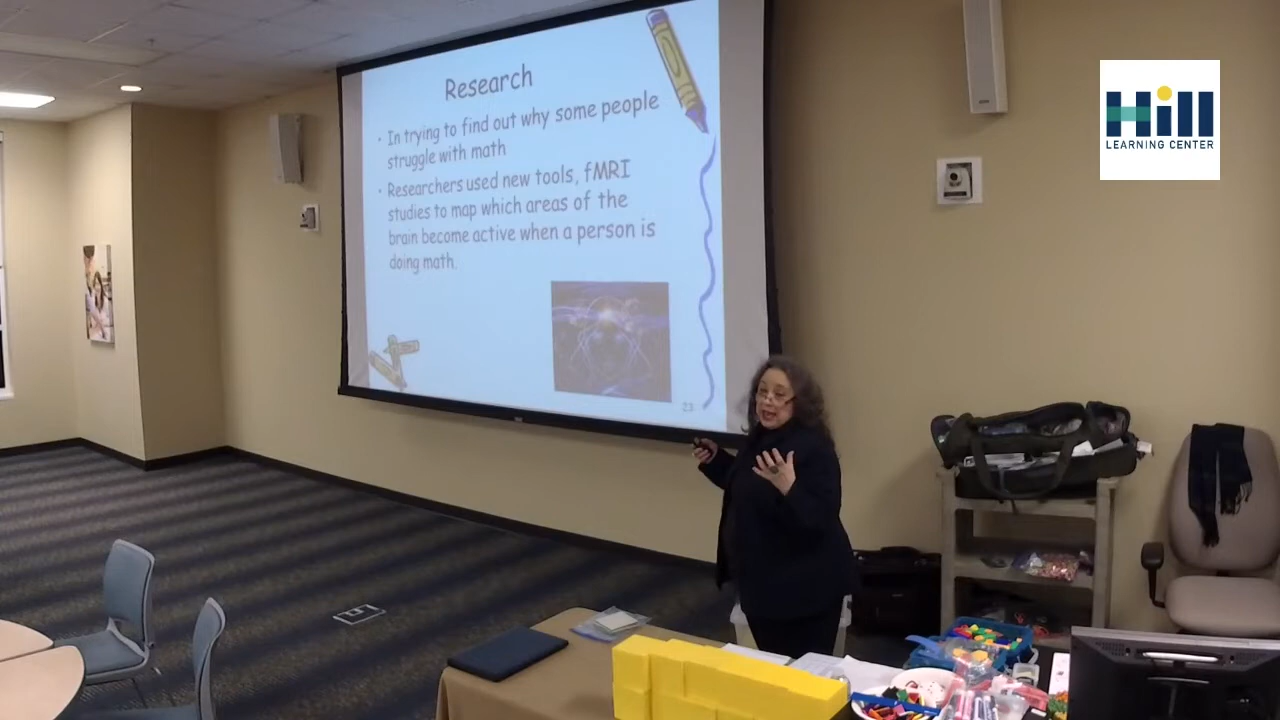 Research
• In trying to find out why some people
struggle with math
• Researchers used new tools, fMRI
studies to map which areas of the
brain become active when a person is
doing math.
23
Hill
LEARNING CENTER